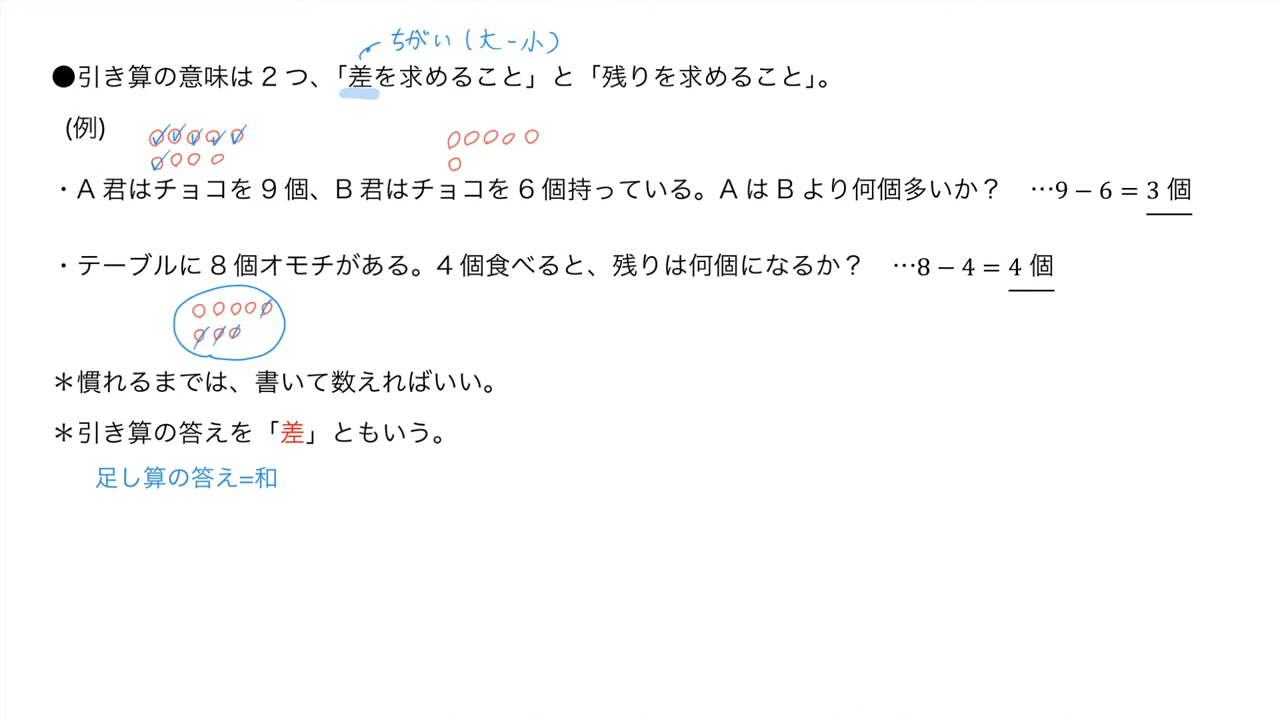 ちがい(大-小)
●引き算の意味は2つ、「差を求めること」と「残りを求めること」。
(例)
・A君はチョコを9個、B君はチョコを6個持っている。AはBより何個多いか? …9−6=3個
・テーブルに8個オモチがある。4個食べると、残りは何個になるか? …8−4=4個
*慣れるまでは、書いて数えればいい。
*引き算の答えを「差」ともいう。
足し算の答え=和